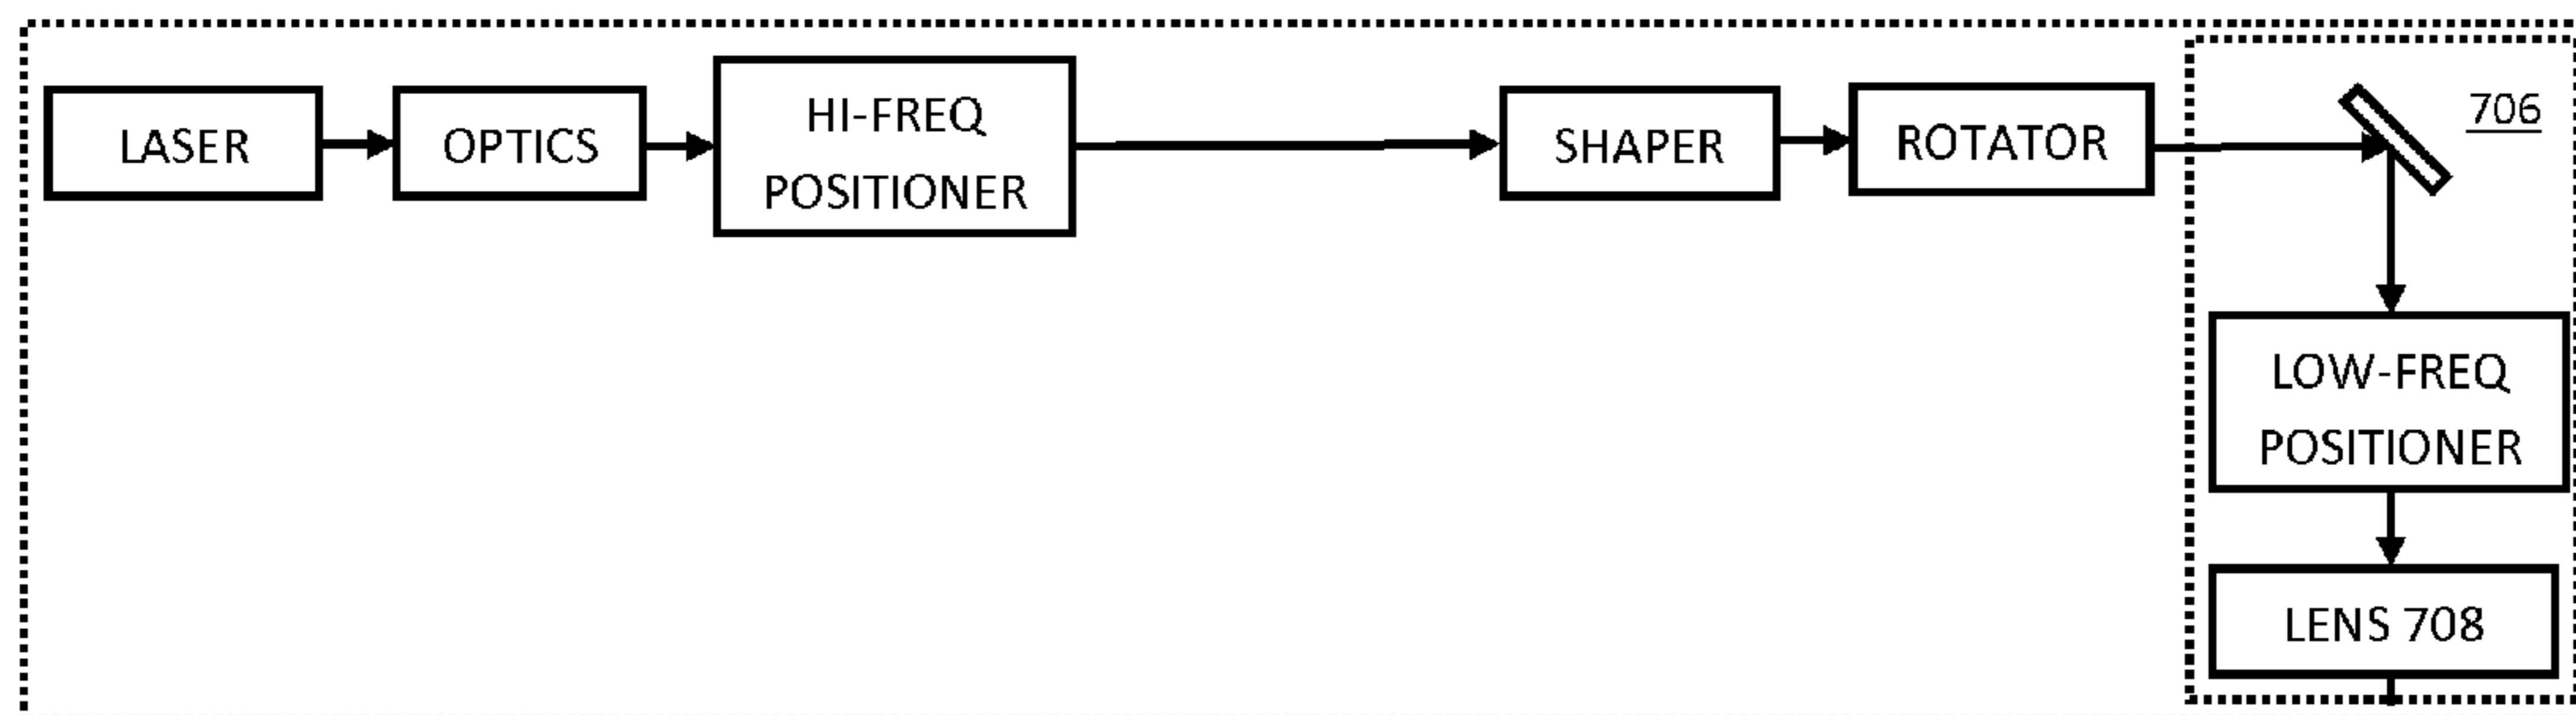 LASER
OPTICS
HI-FREQ
POSITIONER
SHAPER
ROTATOR
706
LOW-FREQ
POSITIONER
LENS 708